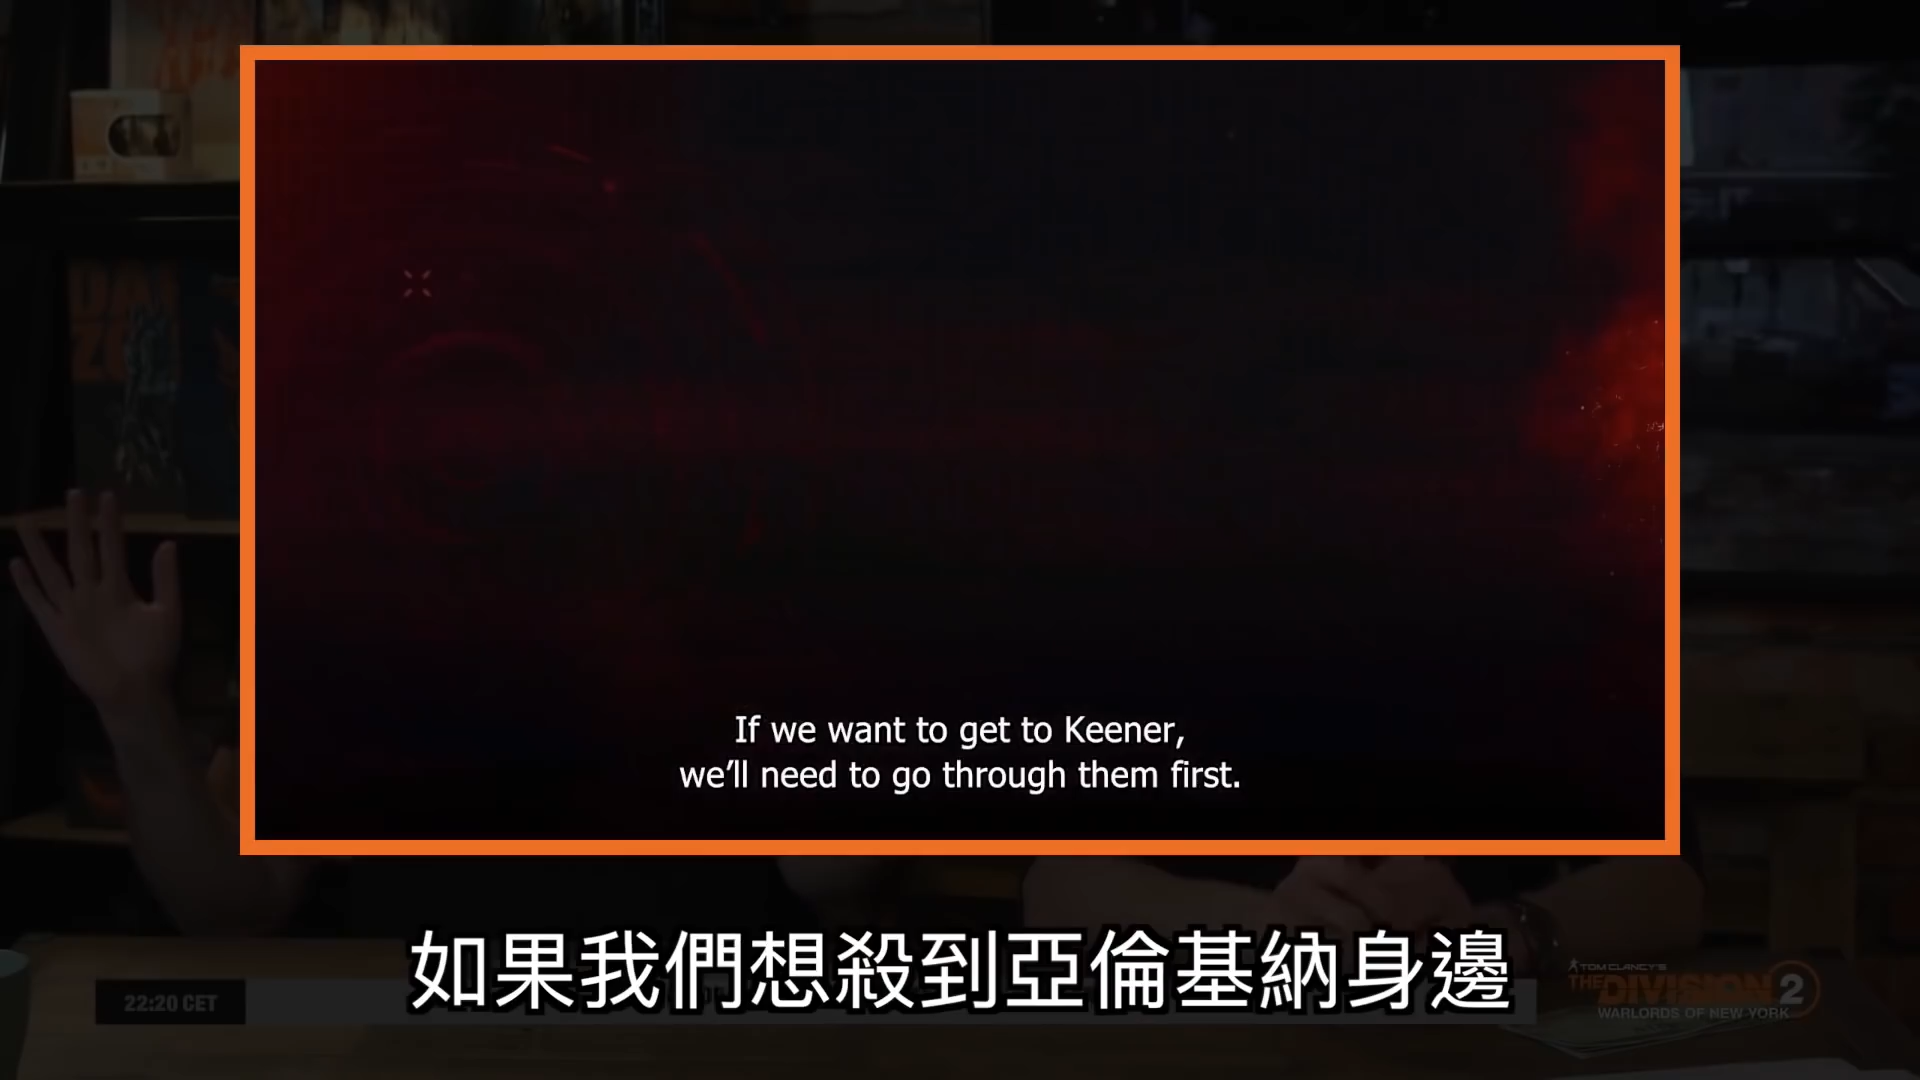 If we want to get to Keener,
we'll need to go through them first.
如果我們想殺到亞倫基納身邊
22:20 CET
TOM CLANCY'S
THE DIVISION 2
WARLORDS OF NEW YORK